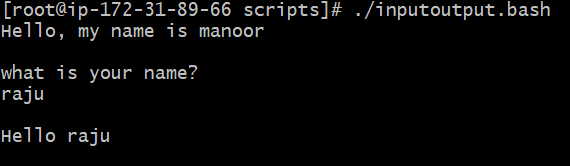 [root@ip-172-31-89-66 scripts]# ./inputoutput.bash
Hello, my name is manoor
what is your name?
raju
Hello raju